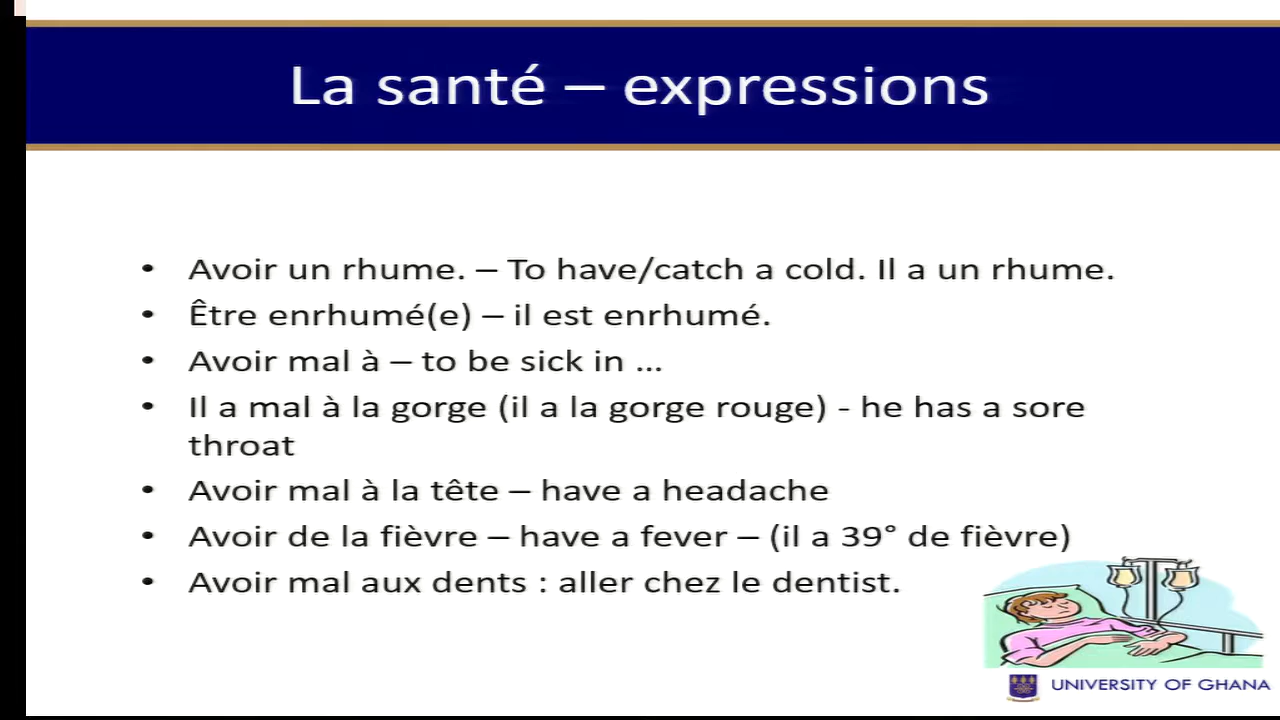 La santé – expressions
• Avoir un rhume. – To have/catch a cold. Il a un rhume.
• Être enrhumé(e) – il est enrhumé.
• Avoir mal à – to be sick in ...
• Il a mal à la gorge (il a la gorge rouge) - he has a sore
throat
• Avoir mal à la tête – have a headache
• Avoir de la fièvre – have a fever – (il a 39° de fièvre)
• Avoir mal aux dents : aller chez le dentist.
UNIVERSITY OF GHANA